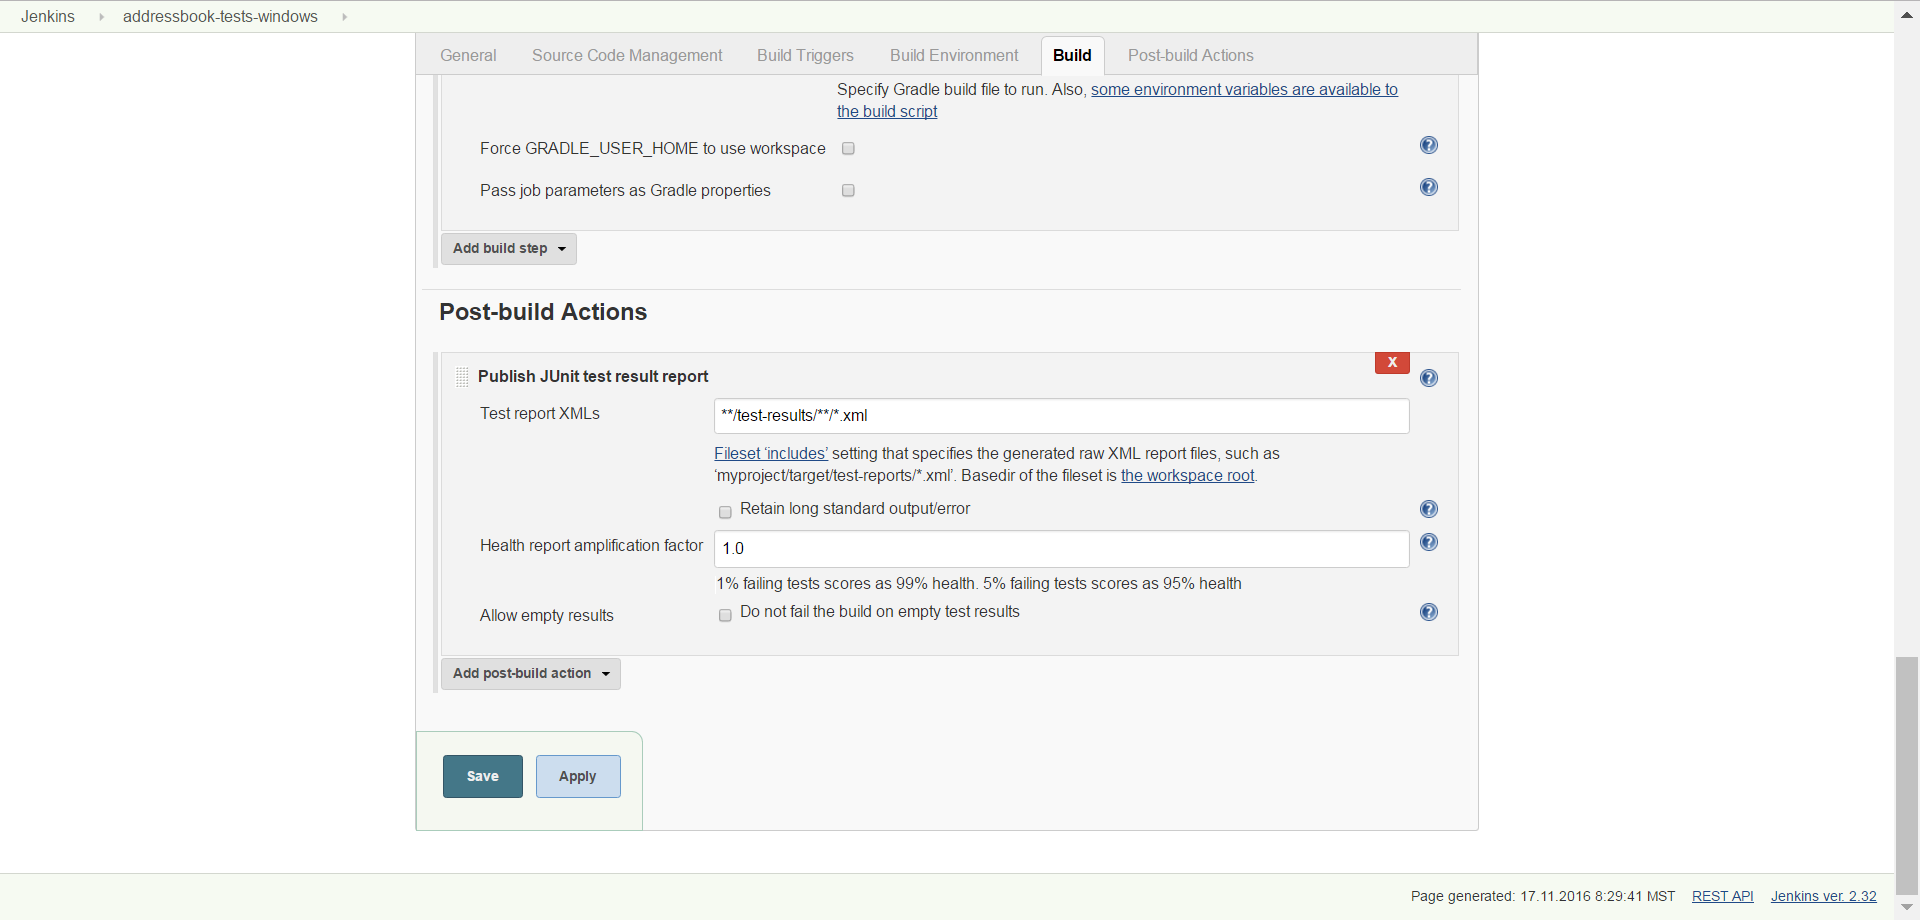 Jenkins addressbook-tests-windows
General Source Code Management Build Triggers Build Environment Build Post-build Actions
Specify Gradle build file to run. Also, some environment variables are available to
the build script
Force GRADLE_USER_HOME to use workspace
Pass job parameters as Gradle properties
Add build step
Post-build Actions
X
Publish JUnit test result report
Test report XMLs **/test-results/**/*.xml
Fileset ‘includes’ setting that specifies the generated raw XML report files, such as
‘myproject/target/test-reports/*.xml’. Basedir of the fileset is the workspace root.
Retain long standard output/error
Health report amplification factor 1.0
1% failing tests scores as 99% health. 5% failing tests scores as 95% health
Allow empty results Do not fail the build on empty test results
Add post-build action
Save Apply
Page generated: 17.11.2016 8:29:41 MST REST API Jenkins ver. 2.32